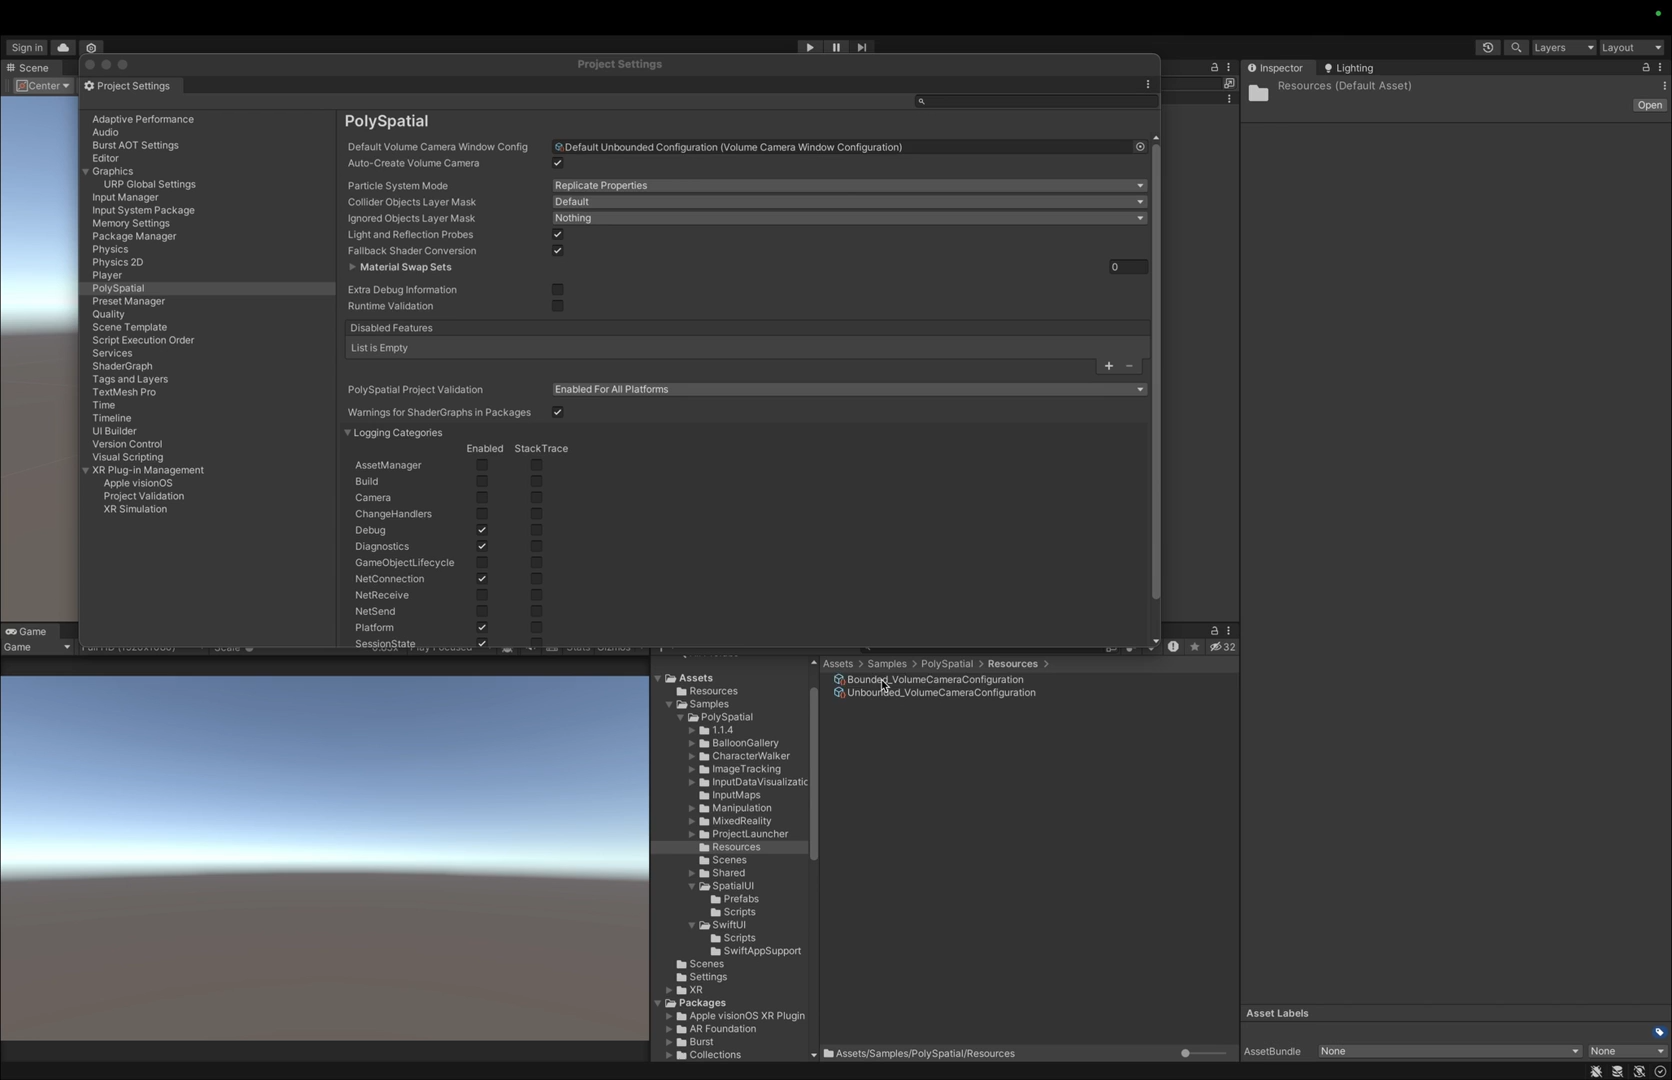 Sign in
Layers
Layout
Project Settings
Scene
Inspector
Lighting
Project Settings
Center
Resources (Default Asset)
Open
Adaptive Performance
Audio
Burst AOT Settings
Editor
Graphics
URP Global Settings
Input Manager
Input System Package
Memory Settings
Package Manager
Physics
Physics 2D
Player
PolySpatial
Preset Manager
Quality
Scene Template
Script Execution Order
Services
ShaderGraph
Tags and Layers
TextMesh Pro
Time
Timeline
UI Builder
Version Control
Visual Scripting
XR Plug-in Management
Apple visionOS
Project Validation
XR Simulation
PolySpatial
Default Volume Camera Window Config
Default Unbounded Configuration (Volume Camera Window Configuration)
Auto-Create Volume Camera
Particle System Mode
Replicate Properties
Collider Objects Layer Mask
Default
Ignored Objects Layer Mask
Nothing
Light and Reflection Probes
Fallback Shader Conversion
Material Swap Sets
0
Extra Debug Information
Runtime Validation
Disabled Features
List is Empty
PolySpatial Project Validation
Enabled For All Platforms
Warnings for ShaderGraphs in Packages
Logging Categories
Enabled StackTrace
AssetManager
Build
Camera
ChangeHandlers
Debug
Diagnostics
GameObjectLifecycle
NetConnection
NetReceive
NetSend
Platform
SessionState
Game
Game
32
Assets
Resources
Samples
PolySpatial
1.1.4
BalloonGallery
CharacterWalker
ImageTracking
InputDataVisualizatic
InputMaps
Manipulation
MixedReality
ProjectLauncher
Resources
Scenes
Shared
SpatialUI
Prefabs
Scripts
SwiftUI
Scripts
SwiftAppSupport
Scenes
Settings
XR
Packages
Apple visionOS XR Plugin
AR Foundation
Burst
Collections
Assets > Samples > PolySpatial > Resources >
Bounded_VolumeCameraConfiguration
Unbounded_VolumeCameraConfiguration
Assets/Samples/PolySpatial/Resources
Asset Labels
AssetBundle
None
None